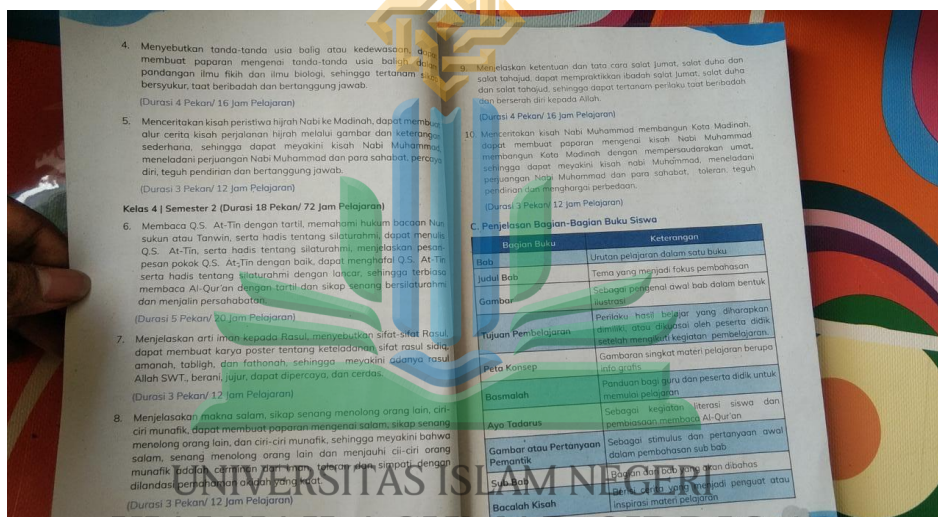 4. Menyebutkan tanda-tanda usia balig atau kedewasaan, dapat
membuat paparan mengenai tanda-tanda usia baligh dalam
pandangan ilmu fikih dan ilmu biologi, sehingga tertanam
bersyukur, taat beribadah dan bertanggung jawab.
(Durasi 4 Pekan/ 16 Jam Pelajaran)
5. Menceritakan kisah peristiwa hijrah Nabi ke Madinah, dapat membuat
alur cerita kisah perjalanan hijrah melalui gambar dan keterangan
sederhana, sehingga dapat meyakini kisah Nabi Muhammad,
meneladani perjuangan Nabi Muhammad dan para sahabat, percaya
diri, teguh pendirian dan bertanggung jawab.
(Durasi 3 Pekan/ 12 Jam Pelajaran)
Kelas 4 | Semester 2 (Durasi 18 Pekan/ 72 Jam Pelajaran)
6. Membaca Q.S. At-Tin dengan tartil, memahami hukum bacaan Nun
sukun atau Tanwin, serta hadis tentang silaturahmi, dapat menulis
Q.S. At-Tin, serta hadis tentang silaturahmi, menjelaskan pesan-
pesan pokok Q.S. At-Tin dengan baik, dapat menghafal Q.S. At-Tin
serta hadis tentang silaturahmi dengan lancar, sehingga terbiasa
membaca Al-Qur'an dengan tartil dan sikap senang bersilaturahmi
dan menjalin persahabatan.
(Durasi 5 Pekan/ 20 jam Pelajaran)
7. Menjelaskan arti iman kepada Rasul, menyebutkan sifat-sifat Rasul,
dapat membuat karya poster tentang keteladanan sifat rasul sidiq,
amanah, tabligh, dan fathonah, sehingga meyakini adanya rasul
Allah SWT., berani, jujur, dapat dipercaya, dan cerdas.
(Durasi 3 Pekan/ 12 Jam Pelajaran)
8. Menjelasakan makna salam, sikap senang menolong orang lain, ciri-
ciri munafik, dapat membuat paparan mengenai salam, sikap senang
menolong orang lain, dan ciri-ciri munafik, sehingga meyakini bahwa
salam, senang menolong orang lain dan menjauhi cii-ciri orang
munafik adalah cerminan dari iman, toleran dan simpati dengan
dilandasi pemahaman akidah yang kuat.
(Durasi 3 Pekan/ 12 Jam Pelajaran)
9. Menjelaskan ketentuan dan tata cara salat Jumat, salat duha dan
salat tahajud, dapat mempraktikkan ibadah salat Jumat, salat duha
dan salat tahajud, sehingga dapat tertanam perilaku taat beribadah
dan berserah diri kepada Allah.
(Durasi 4 Pekan/ 16 Jam Pelajaran)
10. Menceritakan kisah Nabi Muhammad membangun Kota Madinah,
dapat membuat paparan mengenai kisah Nabi Muhammad
membangun Kota Madinah dengan mempersaudarakan umat,
sehingga dapat meyakini kisah nabi Muhammad, meneladani
perjuangan Nabi Muhammad dan para sahabat, toleran, teguh
pendirian dan menghargai perbedaan.
(Durasi 3 Pekan/ 12 Jam Pelajaran)
C. Penjelasan Bagian-Bagian Buku Siswa
Bagian Buku Keterangan
Bab Urutan pelajaran dalam satu buku
Judul Bab Tema yang menjadi fokus pembahasan
Gambar Sebagai pengenal awal bab dalam bentuk
ilustrasi
Tujuan Pembelajaran Perilaku hasil belajar yang diharapkan
dimiliki, atau dikuasai oleh peserta didik
setelah mengikuti kegiatan pembelajaran.
Peta Konsep Gambaran singkat materi pelajaran berupa
info grafis
Basmalah Panduan bagi guru dan peserta didik untuk
memulai pelajaran
Ayo Tadarus Sebagai kegiatan literasi siswa dan
pembiasaan membaca Al-Qur'an
Gambar atau Pertanyaan Sebagai stimulus dan pertanyaan awal
Pemantik dalam pembahasan sub bab
Sub Bab Bagian dari bab yang akan dibahas
Bacalah Kisah Berisi cerita yang menjadi penguat atau
inspirasi materi pelajaran
UNIVERSITAS ISLAM NEGERI